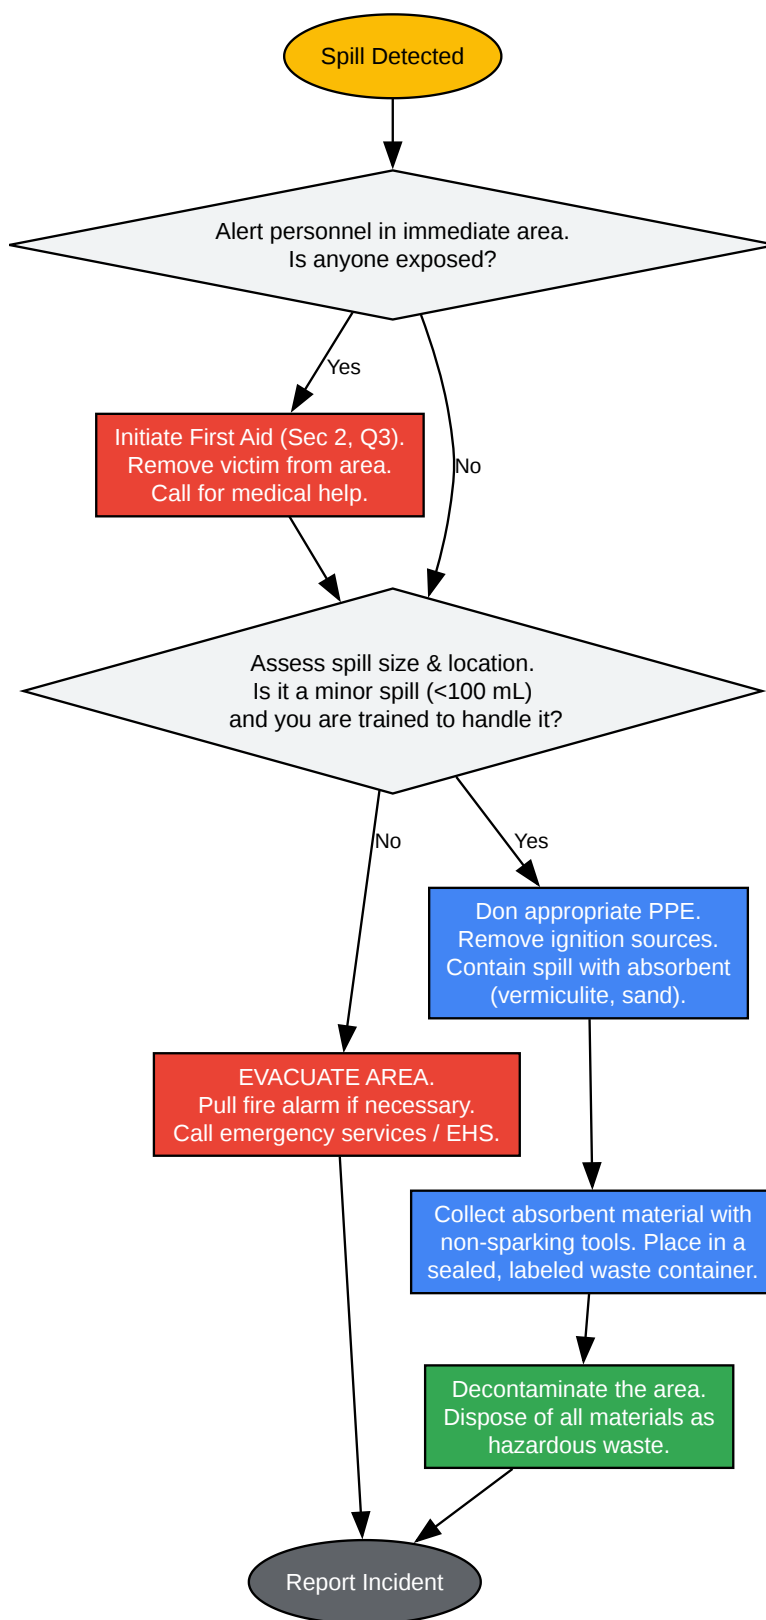 Spill Detected
Alert personnel in immediate area.
Is anyone exposed?
Yes
No
Initiate First Aid (Sec 2, Q3).
Remove victim from area.
Call for medical help.
Assess spill size & location.
Is it a minor spill (<100 mL)
and you are trained to handle it?
No
Yes
Don appropriate PPE.
Remove ignition sources.
Contain spill with absorbent
(vermiculite, sand).
EVACUATE AREA.
Pull fire alarm if necessary.
Call emergency services / EHS.
Collect absorbent material with
non-sparking tools. Place in a
sealed, labeled waste container.
Decontaminate the area.
Dispose of all materials as
hazardous waste.
Report Incident